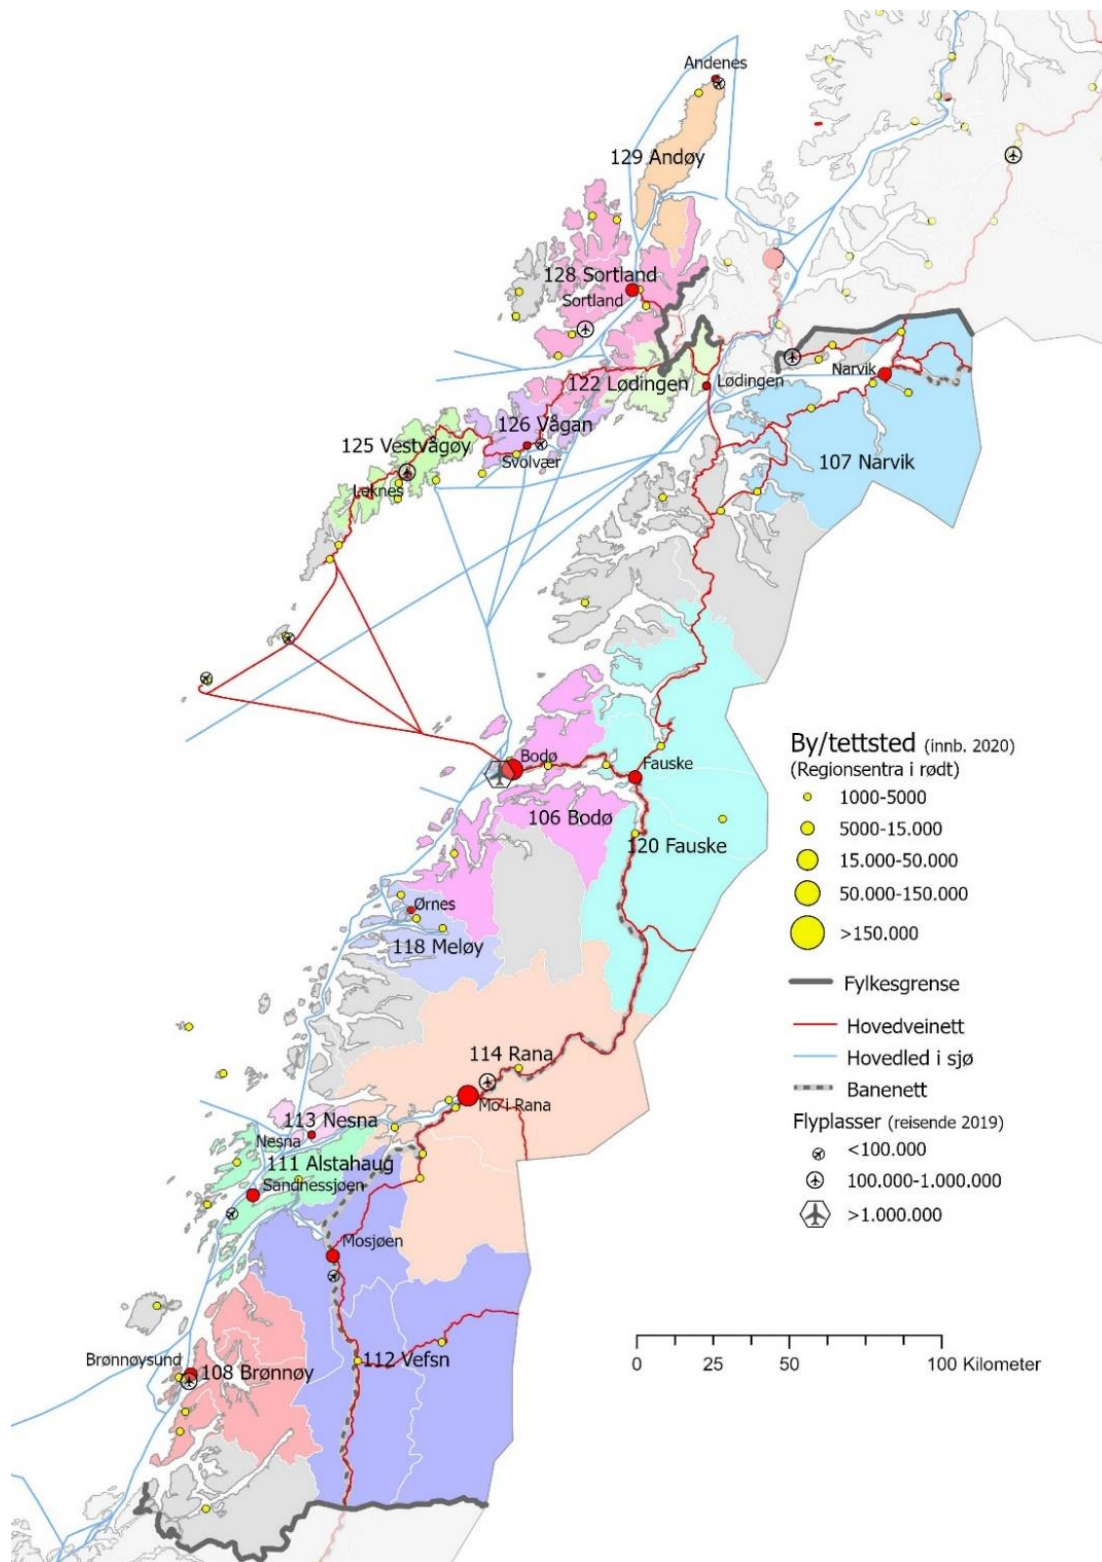 Andenes
129 Andøy
128 Sortland
Sortland
122 Lødingen
Lødingen
Narvik
126 Vågan
125 Vestvågøy
Svolvær
107 Narvik
Leknes
By/tettsted (innb. 2020)
(Regionsentra i rødt)
1000-5000
5000-15.000
15.000-50.000
50.000-150.000
>150.000
Fylkesgrense
Hovedveinett
Hovedled i sjø
Banenett
Flyplasser (reisende 2019)
<100.000
100.000-1.000.000
>1.000.000
Bodø
Fauske
106 Bodø
120 Fauske
Ørnes
118 Meløy
114 Rana
Mo i Rana
113 Nesna
Nesna
111 Alstahaug
Sandnessjøen
Mosjøen
Brønnøysund
108 Brønnøy
112 Vefsn
0 25 50 100 Kilometer